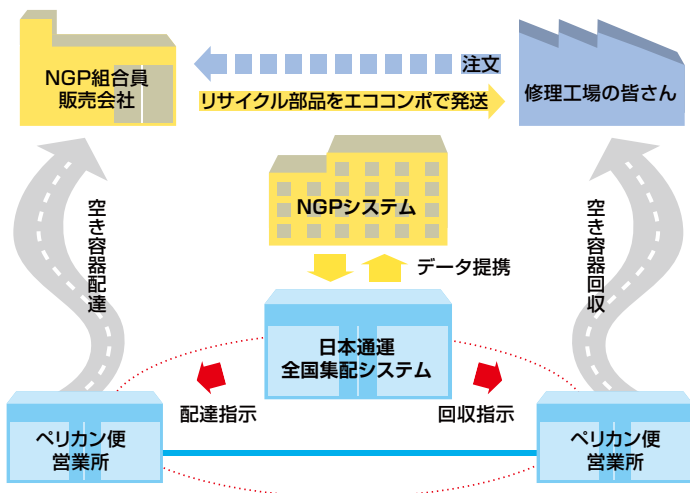 NGP組合員
販売会社
注文
リサイクル部品をエココンポで発送
修理工場の皆さん
NGPシステム
データ提携
空き容器配達
空き容器回収
日本通運
全国集配システム
配達指示
回収指示
ペリカン便
営業所
ペリカン便
営業所